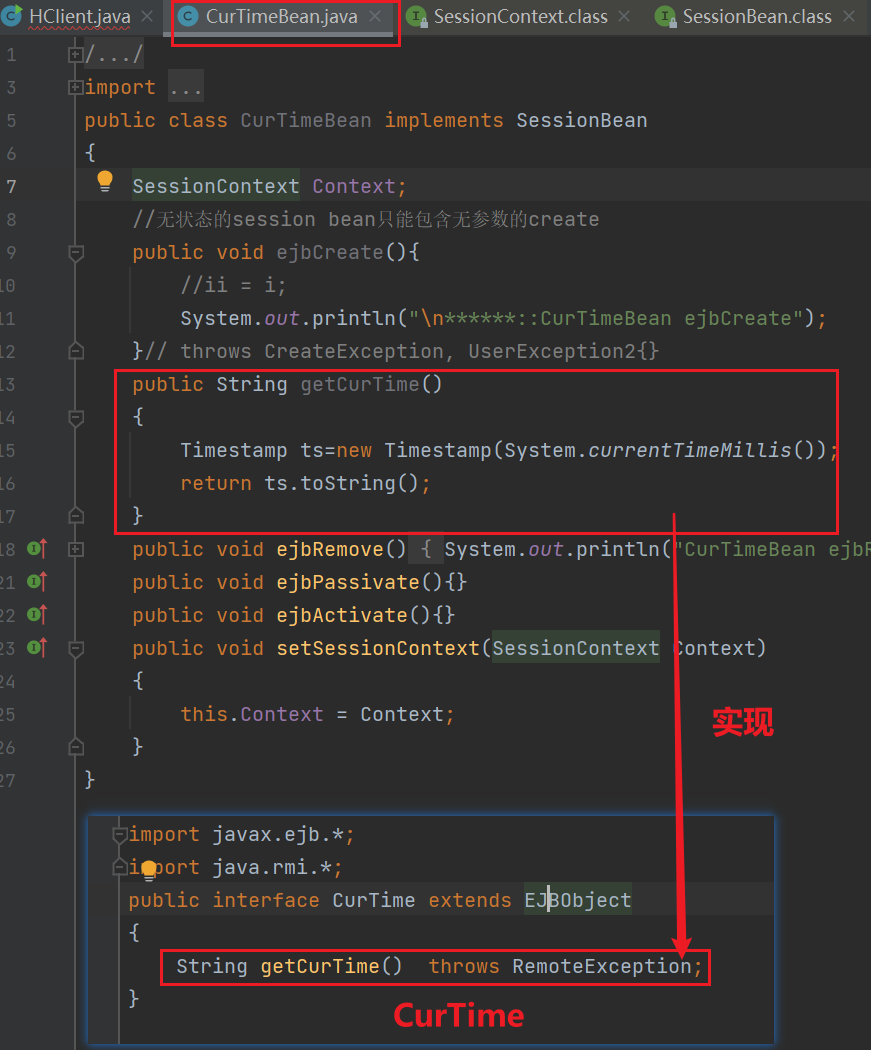 HClient.java CurTimeBean.java SessionContext.class SessionBean.class
1 /.../
3 import ...
5 public class CurTimeBean implements SessionBean
6 {
7 SessionContext Context;
8 //无状态的session bean只能包含无参数的create
9 public void ejbCreate(){
10 //ii = i;
11 System.out.println("\n******::CurTimeBean ejbCreate");
12 }// throws CreateException, UserException2{}
13 public String getCurTime()
14 {
15 Timestamp ts=new Timestamp(System.currentTimeMillis());
16 return ts.toString();
17 }
18 public void ejbRemove() { System.out.println("CurTimeBean ejbR
21 public void ejbPassivate(){}
22 public void ejbActivate(){}
23 public void setSessionContext(SessionContext Context)
24 {
25 this.Context = Context;
实现
26 }
27 }
import javax.ejb.*;
import java.rmi.*;
public interface CurTime extends EJBObject
{
String getCurTime() throws RemoteException;
}
CurTime